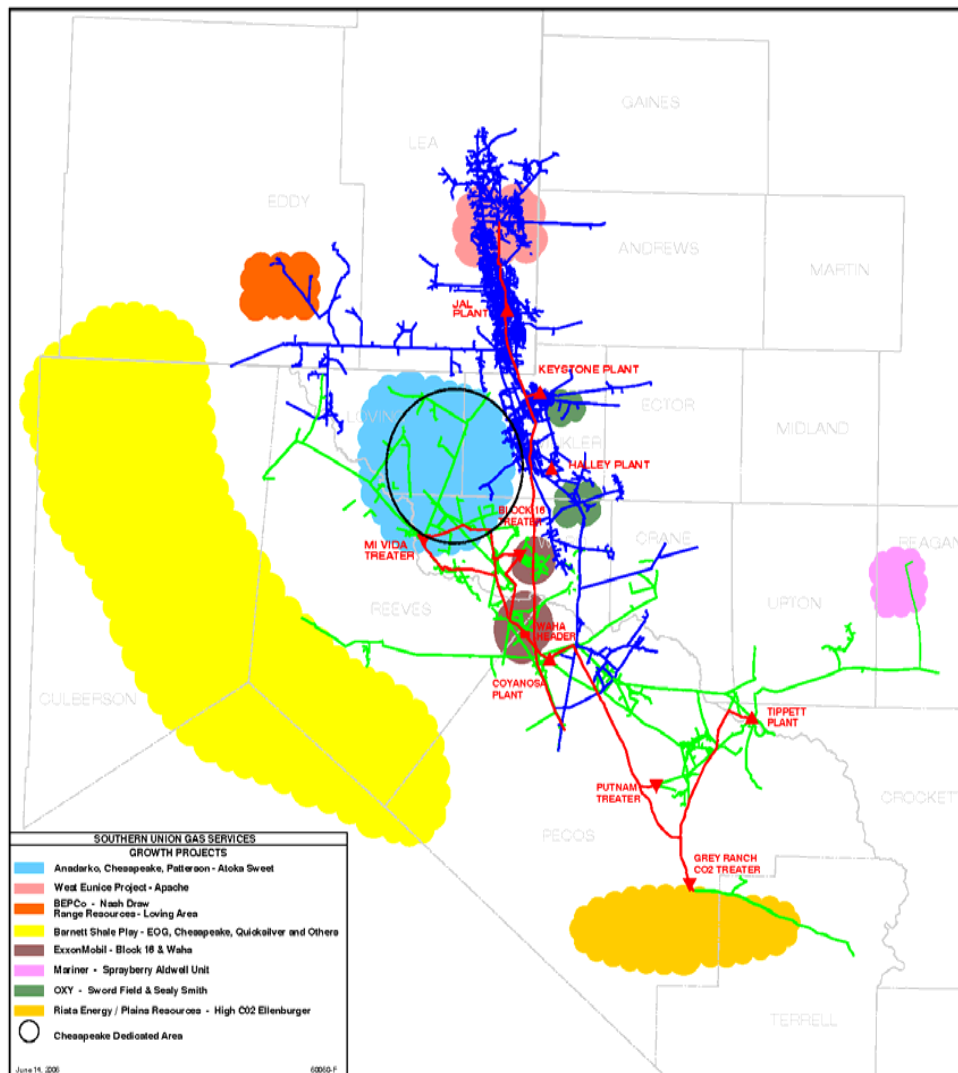 GAINES
LEA
EDDY
ANDREWS
MARTIN
JAL
PLANT
KEYSTONE PLANT
ECTOR
LOVING
MIDLAND
KLER
HALLEY PLANT
BLOCK 16
TREATER
MI VIDA
TREATER
CRANE
REAGAN
REEVES
UPTON
WAHA
HEADER
COYANOSA
PLANT
CULBERSON
TIPPETT
PLANT
PUTNAM
TREATER
CROCKETT
PECOS
GREY RANCH
CO2 TREATER
TERRELL
SOUTHERN UNION GAS SERVICES
GROWTH PROJECTS
Anadarko, Chesapeake, Patterson - Atoka Sweet
West Eunice Project - Apache
BEPCo - Nash Draw
Range Resources - Loving Area
Barnett Shale Play - EOG, Chesapeake, Quicksilver and Others
ExxonMobil - Block 16 & Waha
Mariner - Sprayberry Aldwell Unit
OXY - Sword Field & Sealy Smith
Riata Energy / Plains Resources - High CO2 Ellenburger
Chesapeake Dedicated Area
June 14, 2006
60060-F